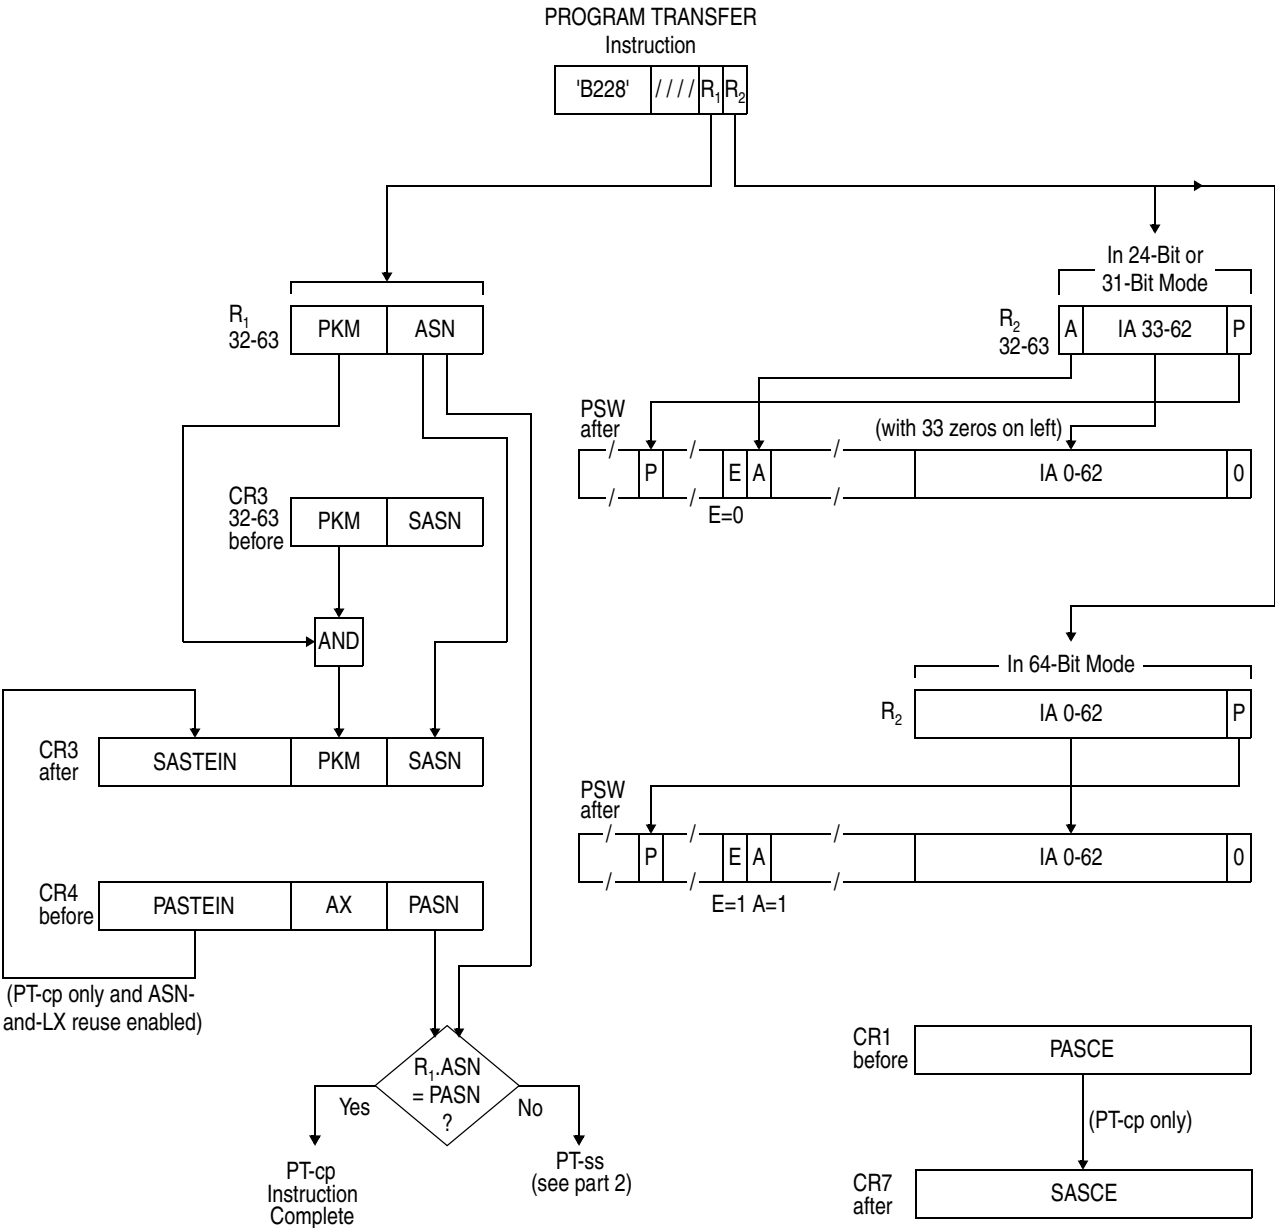 PROGRAM TRANSFER
Instruction
'B228' //// R1 R2
In 24-Bit or
31-Bit Mode
R1
32-63
PKM ASN
R2
32-63
A IA 33-62 P
PSW
after
(with 33 zeros on left)
/ P / E A / IA 0-62 0
/ / /
E=0
CR3
32-63
before
PKM SASN
AND
In 64-Bit Mode
R2
IA 0-62 P
CR3
after
SASTEIN PKM SASN
PSW
after
/ P / E A / IA 0-62 0
/ / /
E=1 A=1
CR4
before
PASTEIN AX PASN
(PT-cp only and ASN-
and-LX reuse enabled)
R1.ASN
= PASN
?
Yes
No
PT-cp
Instruction
Complete
PT-ss
(see part 2)
CR1
before
PASCE
(PT-cp only)
CR7
after
SASCE